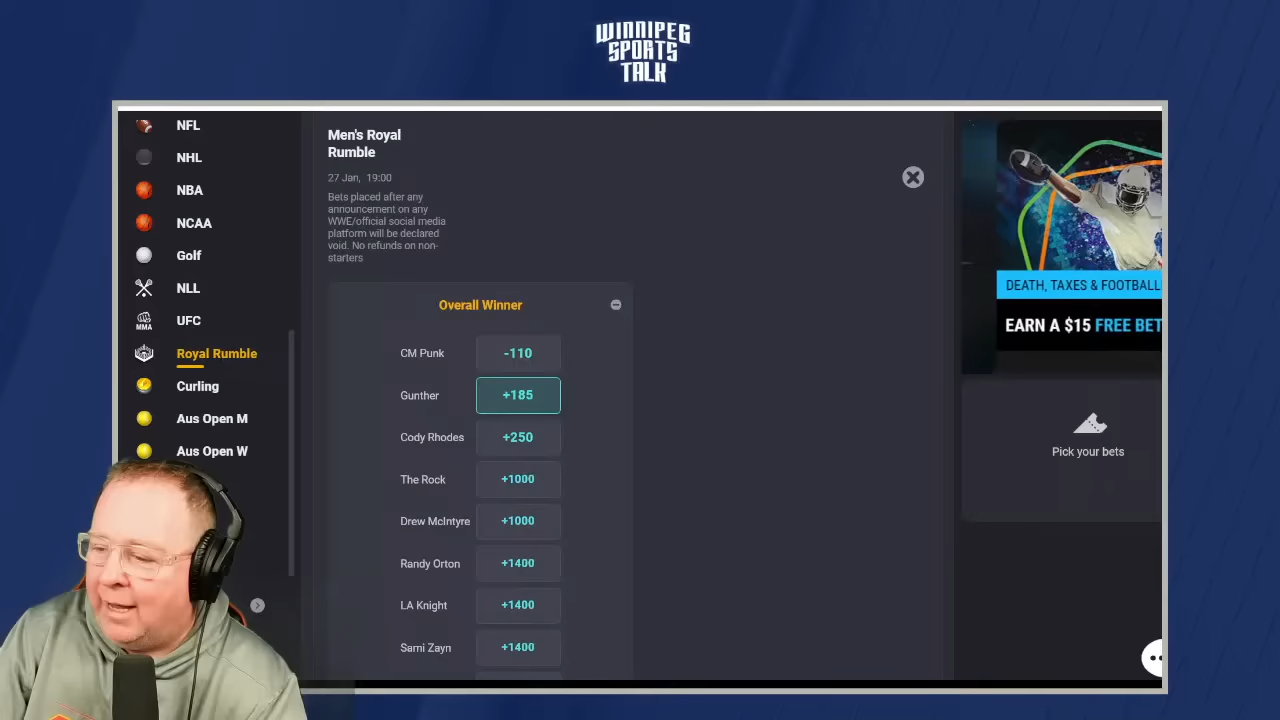 WINNIPEG
SPORTS
TALK
NFL
NHL
NBA
NCAA
Golf
NLL
MMA
UFC
Royal Rumble
Curling
Aus Open M
Aus Open W
Men's Royal
Rumble
27 Jan, 19:00
Bets placed after any
announcement on any
WWE/official social media
platform will be declared
void. No refunds on non-
starters
Overall Winner
CM Punk -110
Gunther +185
Cody Rhodes +250
The Rock +1000
Drew McIntyre +1000
Randy Orton +1400
LA Knight +1400
Sami Zayn +1400
DEATH, TAXES & FOOTBALL
EARN A $15 FREE BET
Pick your bets